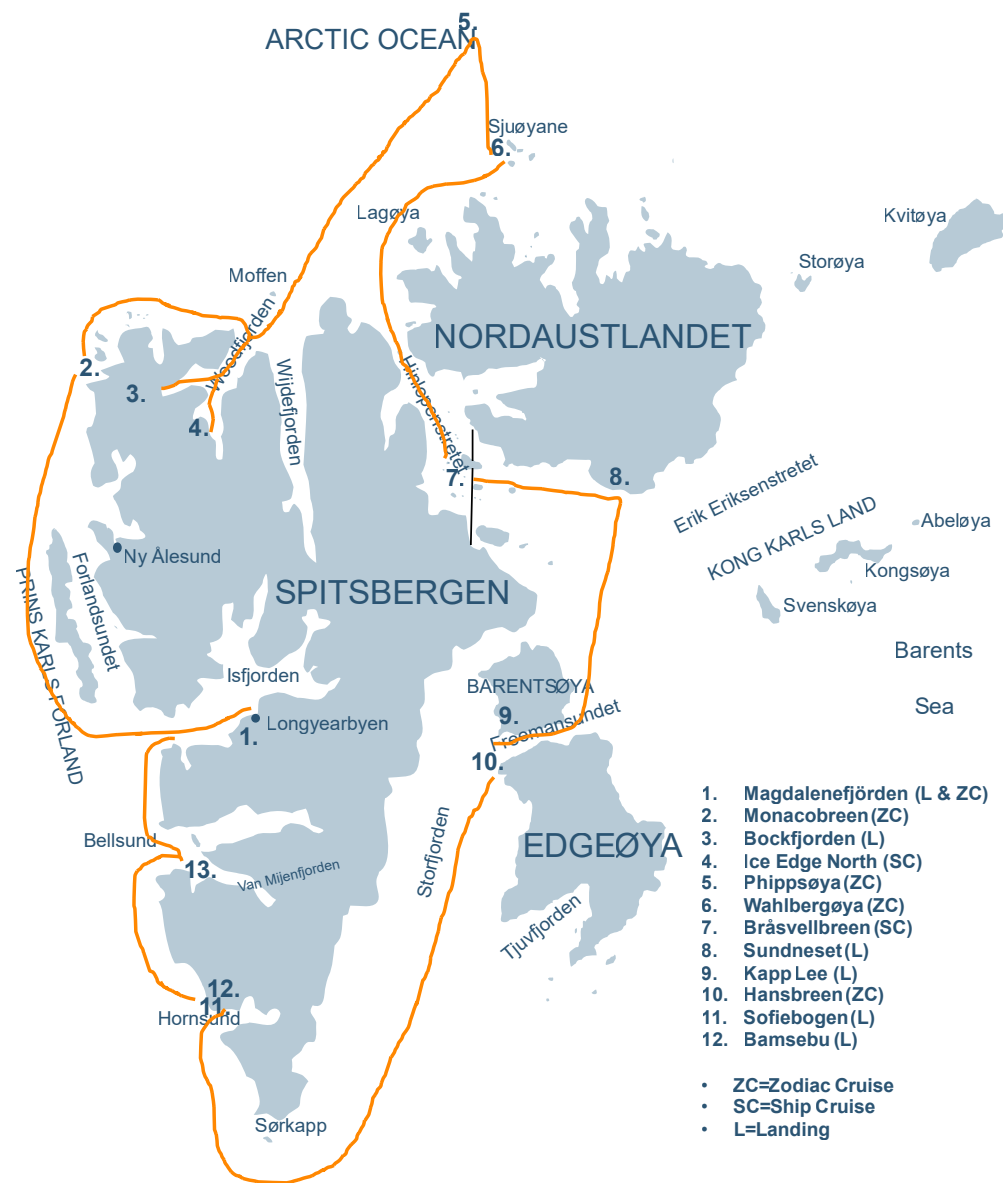 5.
ARCTIC OCEAN
Sjuøyane
6.
Lagøya
Kvitøya
Storøya
Moffen
Woodfjorden
NORDAUSTLANDET
2.
3.
Wijdefjorden
Hinlopenstretet
4.
7.
8.
Erik Eriksenstretet
KONG KARLS LAND
Abeløya
Ny Ålesund
Forlandsundet
PRINS KARLS FORLAND
SPITSBERGEN
Kongsøya
Svenskøya
Barents
Sea
Isfjorden
BARENTSØYA
9.
Freemansundet
Longyearbyen
1.
10.
Bellsund
13.
Van Mijenfjorden
Storfjorden
EDGEØYA
Tjuvfjorden
12.
11.
Hornsund
Sørkapp
1. Magdalenefjörden (L & ZC)
2. Monacobreen (ZC)
3. Bockfjorden (L)
4. Ice Edge North (SC)
5. Phippsøya (ZC)
6. Wahlbergøya (ZC)
7. Bråsvellbreen (SC)
8. Sundneset (L)
9. Kapp Lee (L)
10. Hansbreen (ZC)
11. Sofiebogen (L)
12. Bamsebu (L)
• ZC=Zodiac Cruise
• SC=Ship Cruise
• L=Landing